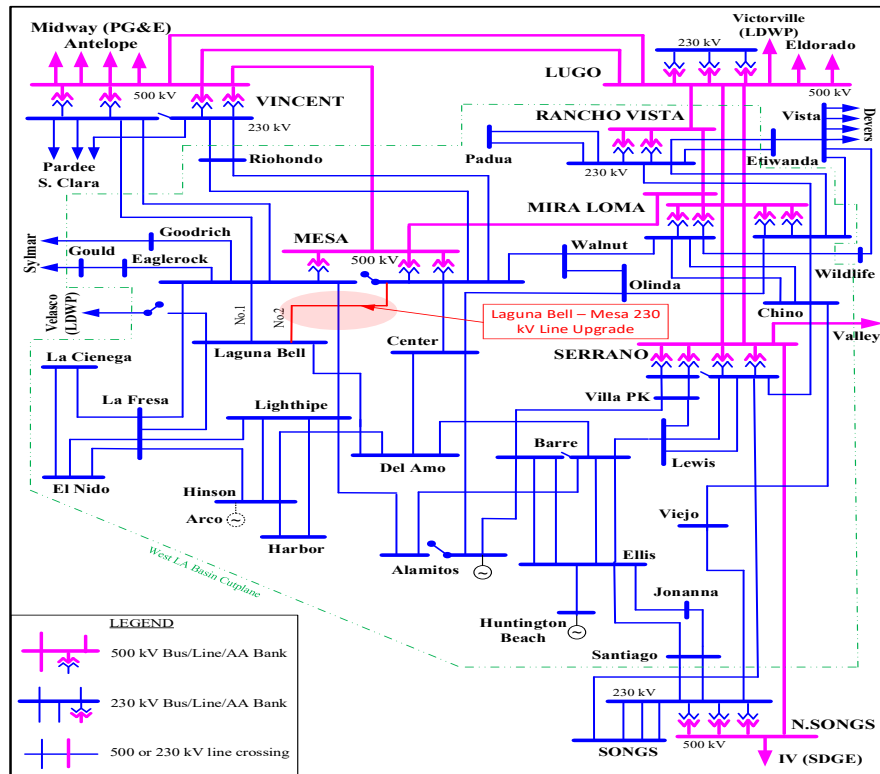 Midway (PG&E)
Antelope
500 kV
VINCENT
230 kV
Pardee
S. Clara
Riohondo
230 kV
LUGO
Victorville
(LDWP)
Eldorado
500 kV
RANCHO VISTA
Padua
230 kV
Etiwanda
Vista
Devers
MIRA LOMA
Wildlife
Chino
Walnut
Olinda
MESA
500 kV
Goodrich
Gould
Eaglerock
Sylmar
Velasco
(LDWP)
No.1
No.2
Laguna Bell – Mesa 230
kV Line Upgrade
Laguna Bell
La Cienega
La Fresa
El Nido
Lighthipe
Hinson
Arco
Harbor
Center
Del Amo
Alamitos
SERRANO
Valley
Villa PK
Barre
Lewis
Viejo
Ellis
Huntington
Beach
Jonanna
Santiago
230 kV
SONGS
500 kV
N.SONGS
IV (SDGE)
West LA Basin Cutplane
LEGEND
500 kV Bus/Line/AA Bank
230 kV Bus/Line/AA Bank
500 or 230 kV line crossing